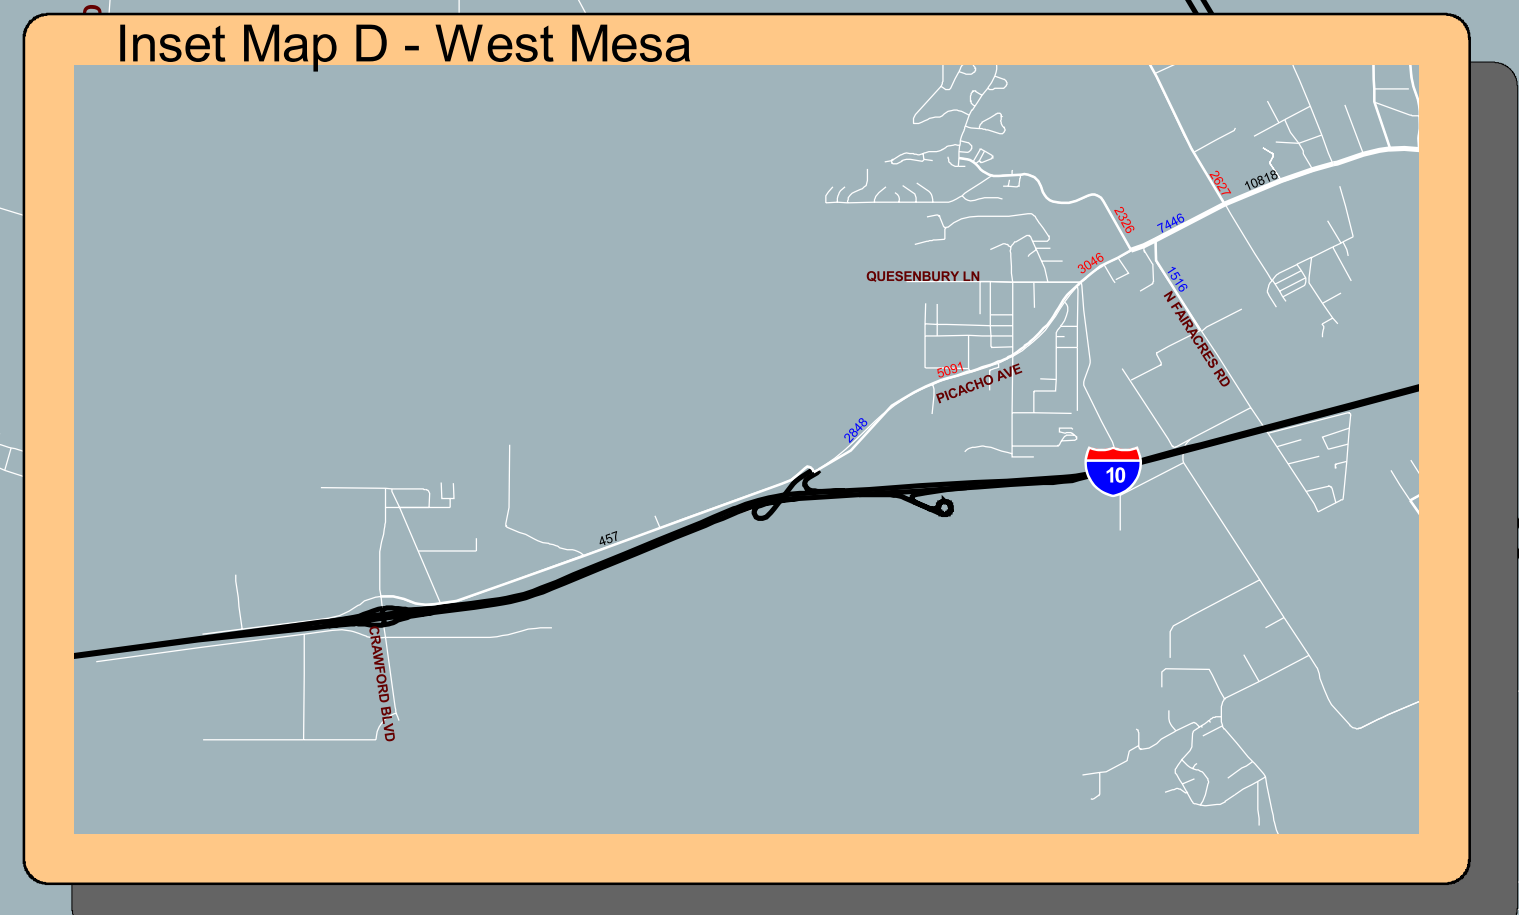 Inset Map D - West Mesa
2627
10818
2326
7446
3046
QUESENBURY LN
1516
N FAIRACRES RD
5091
PICACHO AVE
2848
10
457
CRAWFORD BLVD